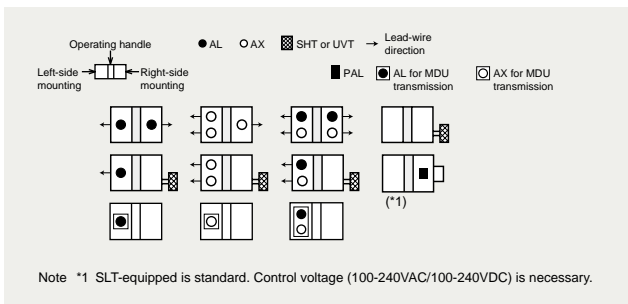 Operating handle
Left-side
mounting
Right-side
mounting
AL
AX
SHT or UVT
Lead-wire
direction
PAL
AL for MDU
transmission
AX for MDU
transmission
(*1)
Note *1 SLT-equipped is standard. Control voltage (100-240VAC/100-240VDC) is necessary.